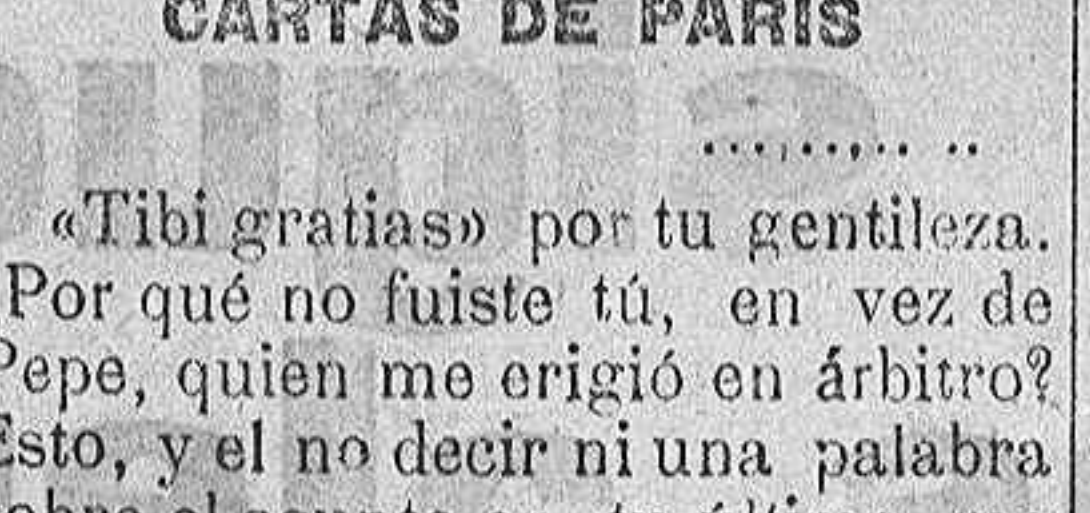 CARTAS DE PARIS
...,..,.. ..
«Tibi gratias» por tu gentileza.
Por qué no fuiste tú, en vez de
Pepe, quien me erigió en árbitro?
Esto, y el no decir ni una palabra